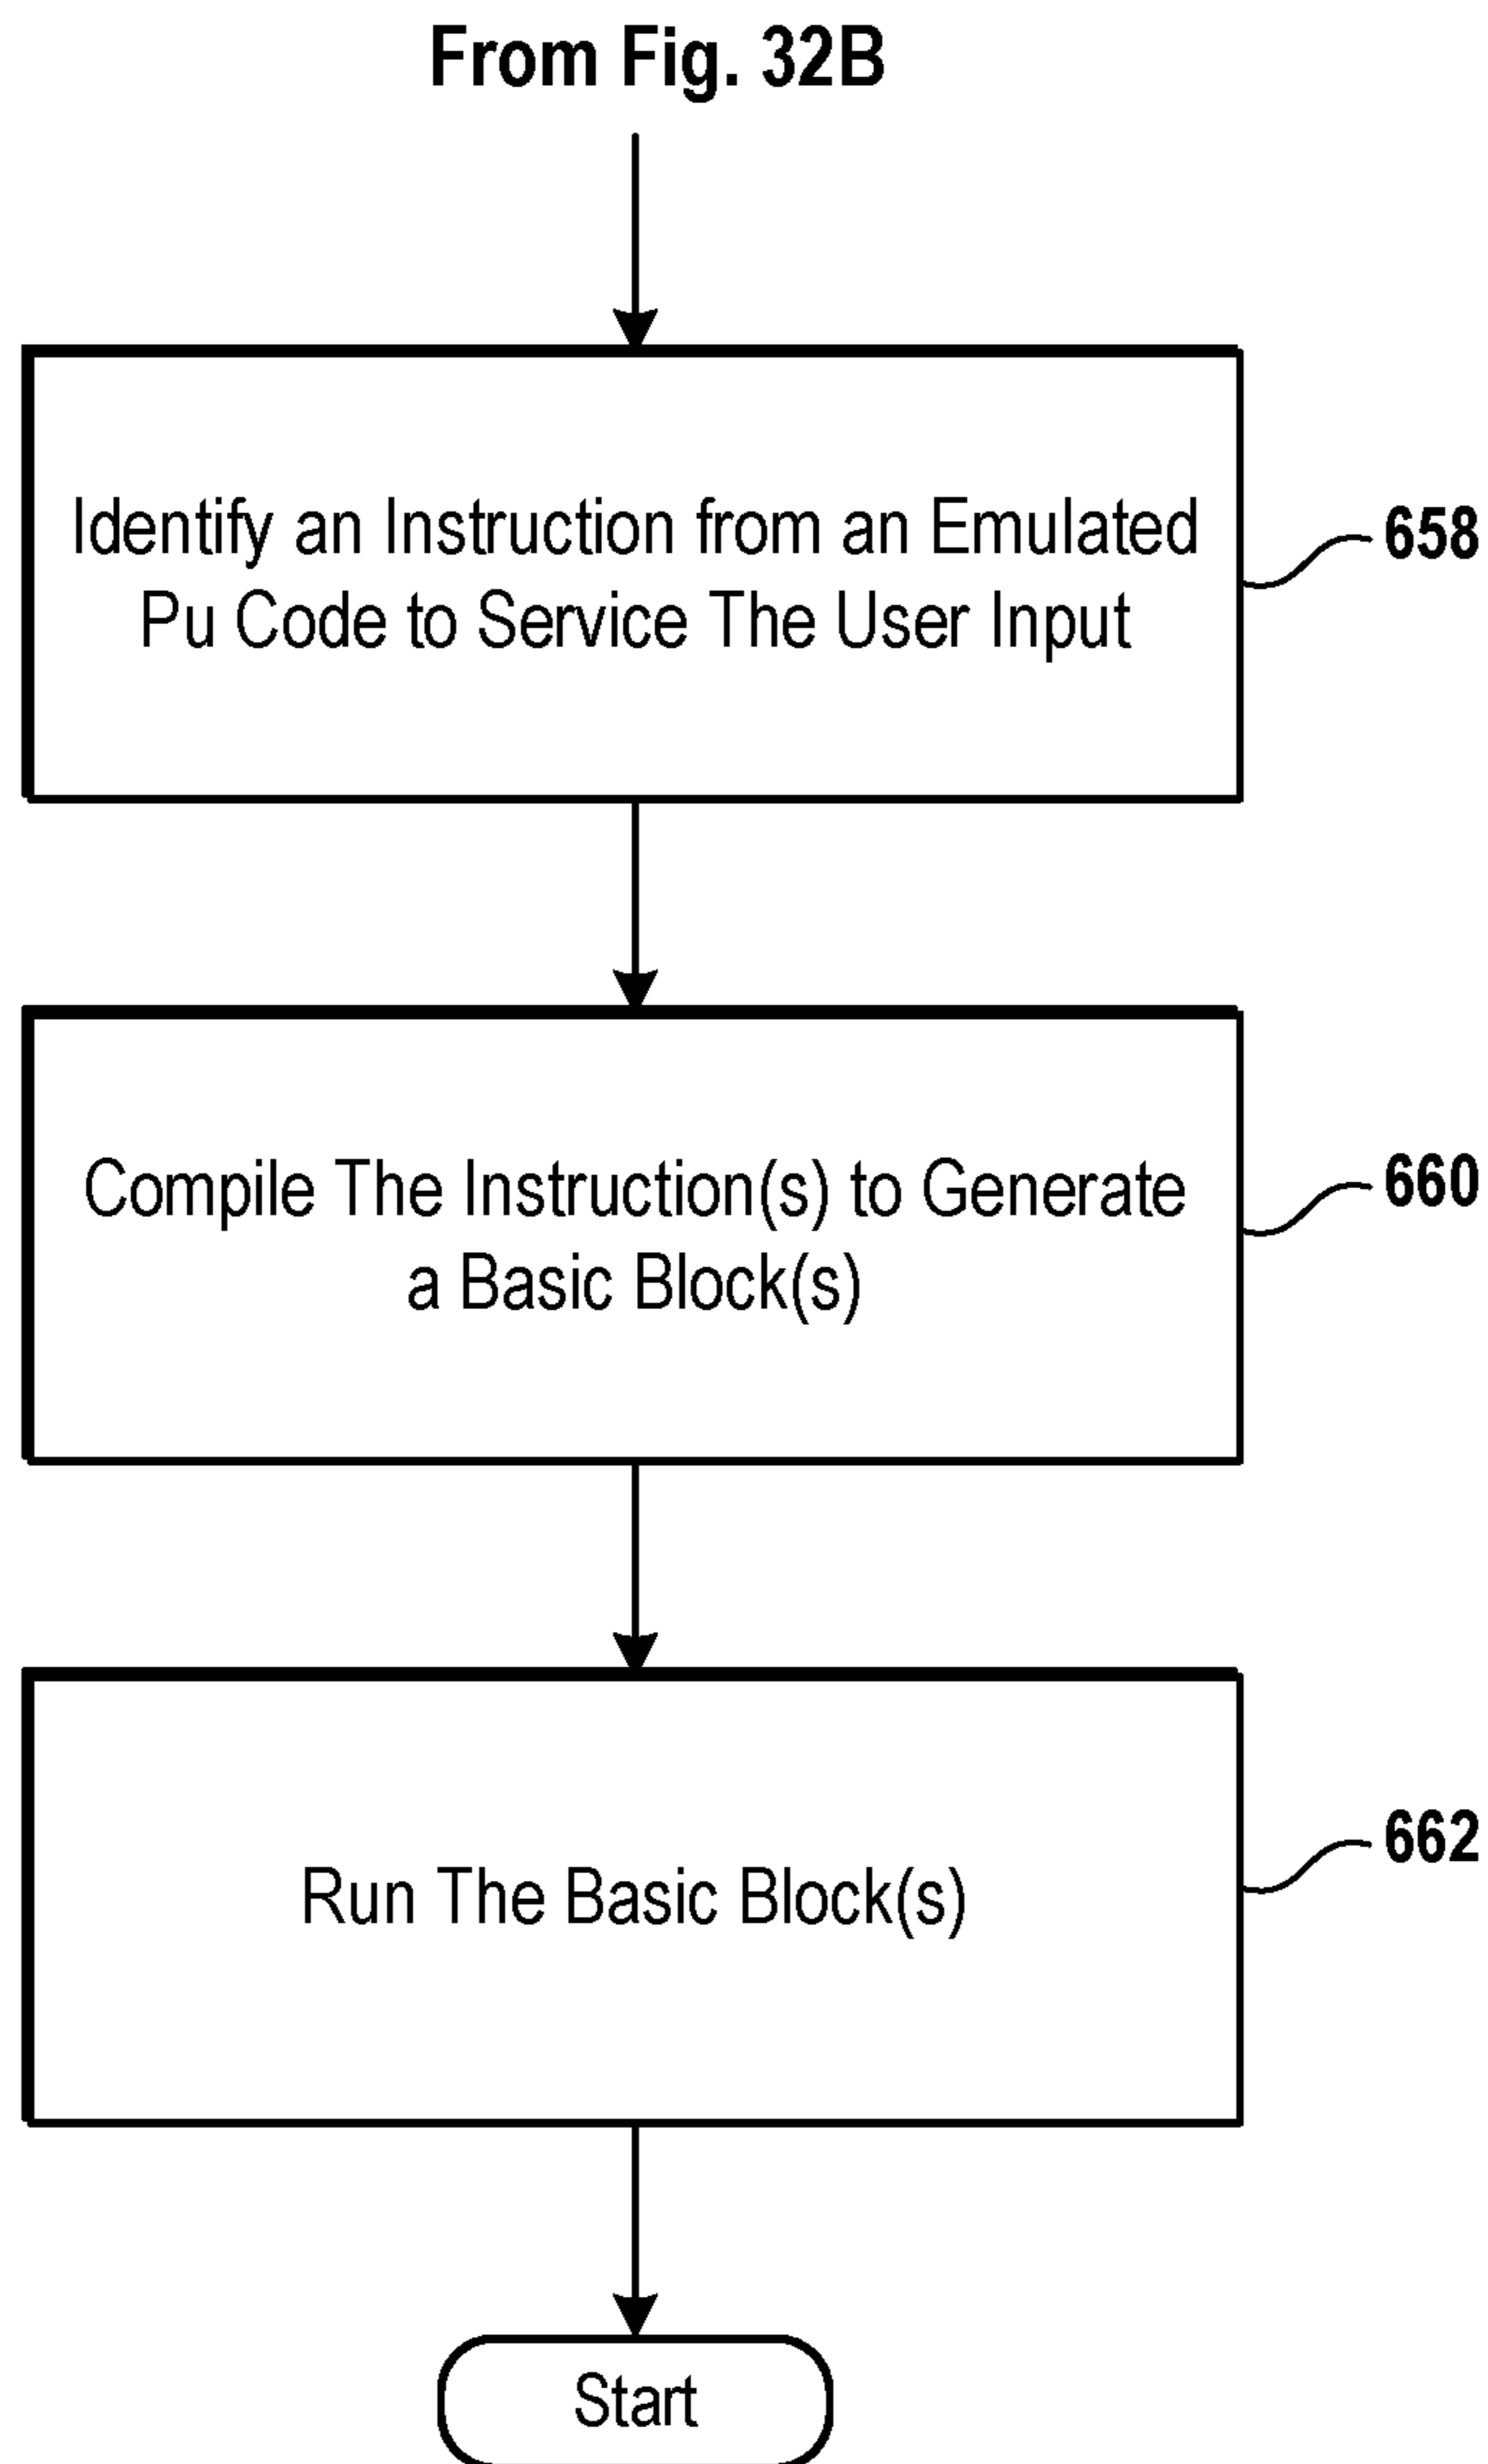 From Fig. 32B
Identify an Instruction from an Emulated
Pu Code to Service The User Input
658
Compile The Instruction(s) to Generate
a Basic Block(s)
660
Run The Basic Block(s)
662
Start